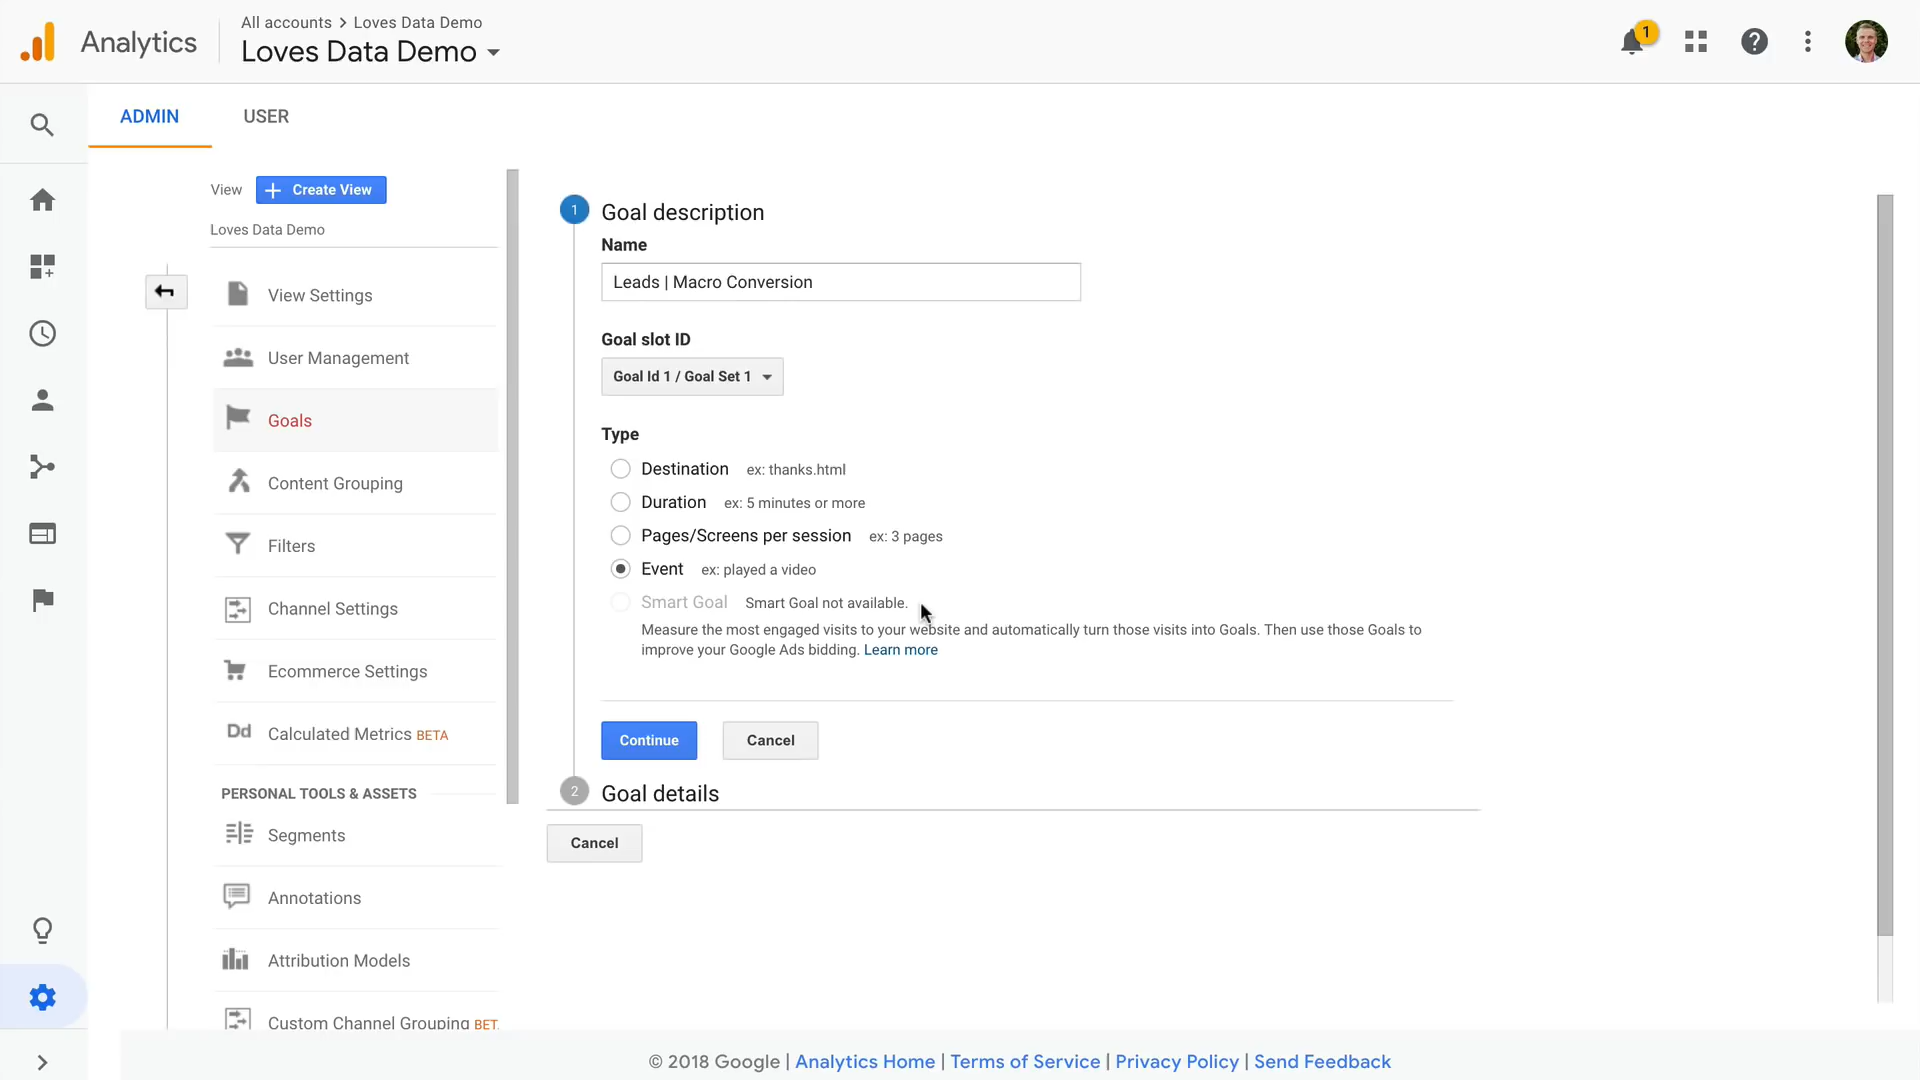 Analytics
All accounts > Loves Data Demo
Loves Data Demo
1
ADMIN
USER
View
Create View
Loves Data Demo
View Settings
User Management
Goals
Content Grouping
Filters
Channel Settings
Ecommerce Settings
Dd
Calculated Metrics BETA
PERSONAL TOOLS & ASSETS
Segments
Annotations
Attribution Models
Custom Channel Grouping BET
1
Goal description
Name
Leads | Macro Conversion
Goal slot ID
Goal Id 1 / Goal Set 1
Type
Destination ex: thanks.html
Duration ex: 5 minutes or more
Pages/Screens per session ex: 3 pages
Event ex: played a video
Smart Goal Smart Goal not available.
Measure the most engaged visits to your website and automatically turn those visits into Goals. Then use those Goals to
improve your Google Ads bidding. Learn more
Continue
Cancel
2
Goal details
Cancel
© 2018 Google | Analytics Home | Terms of Service | Privacy Policy | Send Feedback